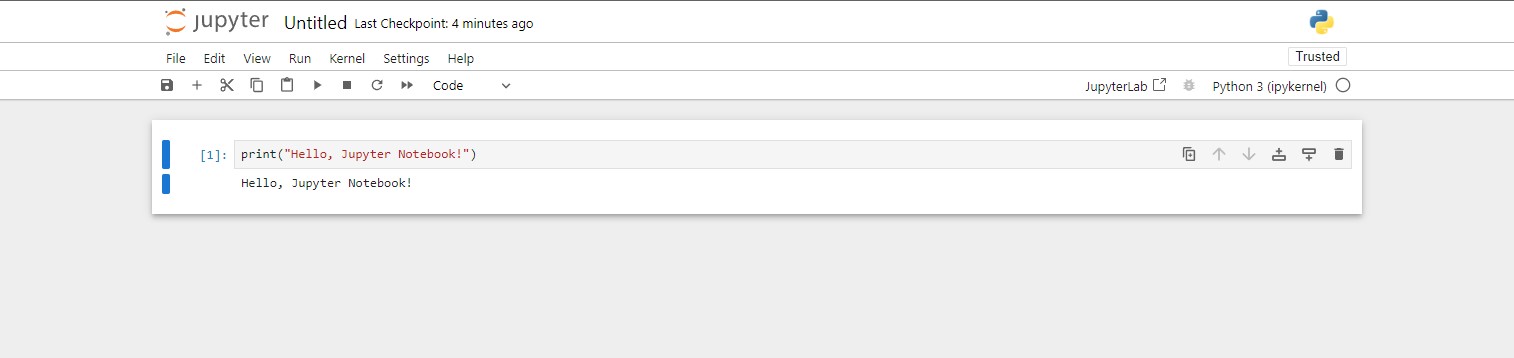 jupyter Untitled Last Checkpoint: 4 minutes ago
File Edit View Run Kernel Settings Help Trusted
Code JupyterLab Python 3 (ipykernel)
[1]: print("Hello, Jupyter Notebook!")
Hello, Jupyter Notebook!